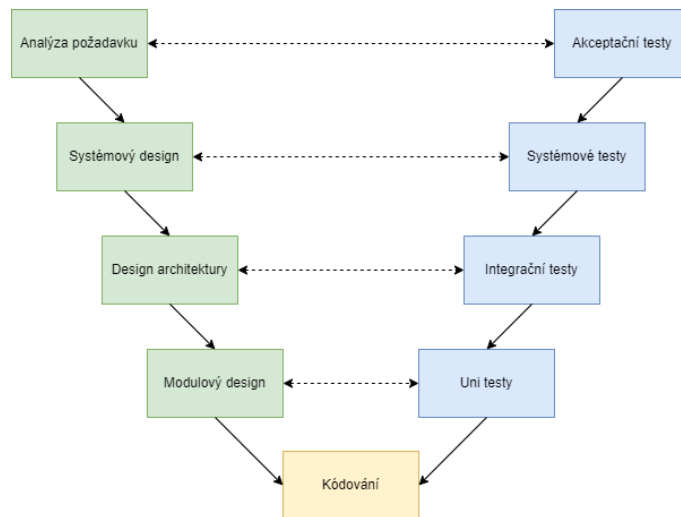 Analýza požadavku
Akceptační testy
Systémový design
Systémové testy
Design architektury
Integrační testy
Modulový design
Uni testy
Kódování